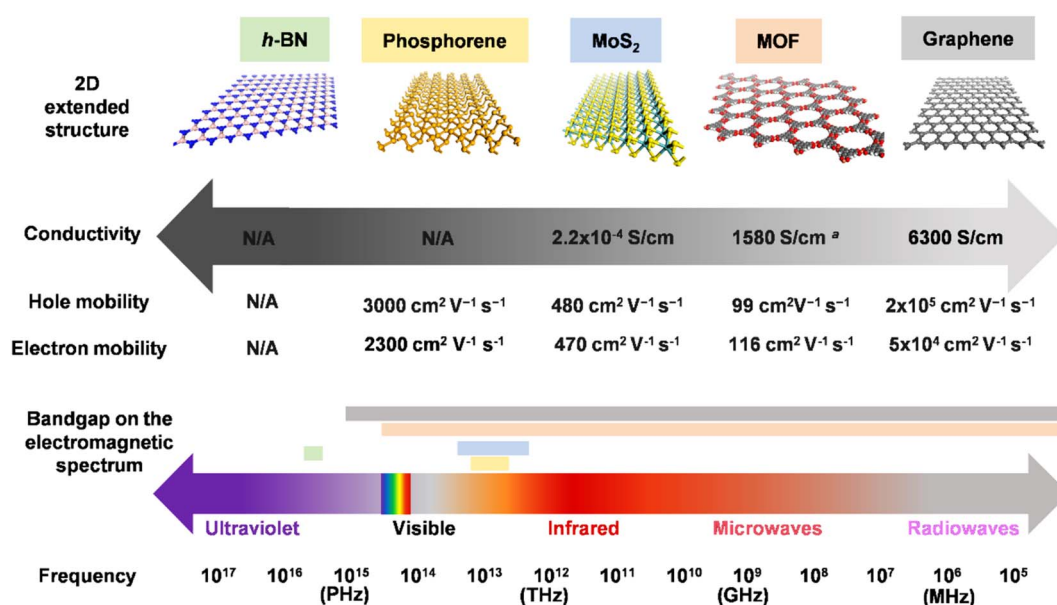 h-BN Phosphorene MoS₂ MOF Graphene
2D
extended
structure
Conductivity N/A N/A 2.2x10⁻⁴ S/cm 1580 S/cm ᵃ 6300 S/cm
Hole mobility N/A 3000 cm² V⁻¹ s⁻¹ 480 cm² V⁻¹ s⁻¹ 99 cm²V⁻¹ s⁻¹ 2x10⁵ cm² V⁻¹ s⁻¹
Electron mobility N/A 2300 cm² V⁻¹ s⁻¹ 470 cm² V⁻¹ s⁻¹ 116 cm² V⁻¹ s⁻¹ 5x10⁴ cm² V⁻¹ s⁻¹
Bandgap on the
electromagnetic
spectrum
Ultraviolet Visible Infrared Microwaves Radiowaves
Frequency 10¹⁷ 10¹⁶ 10¹⁵ 10¹⁴ 10¹³ 10¹² 10¹¹ 10¹⁰ 10⁹ 10⁸ 10⁷ 10⁶ 10⁵
(PHz) (THz) (GHz) (MHz)